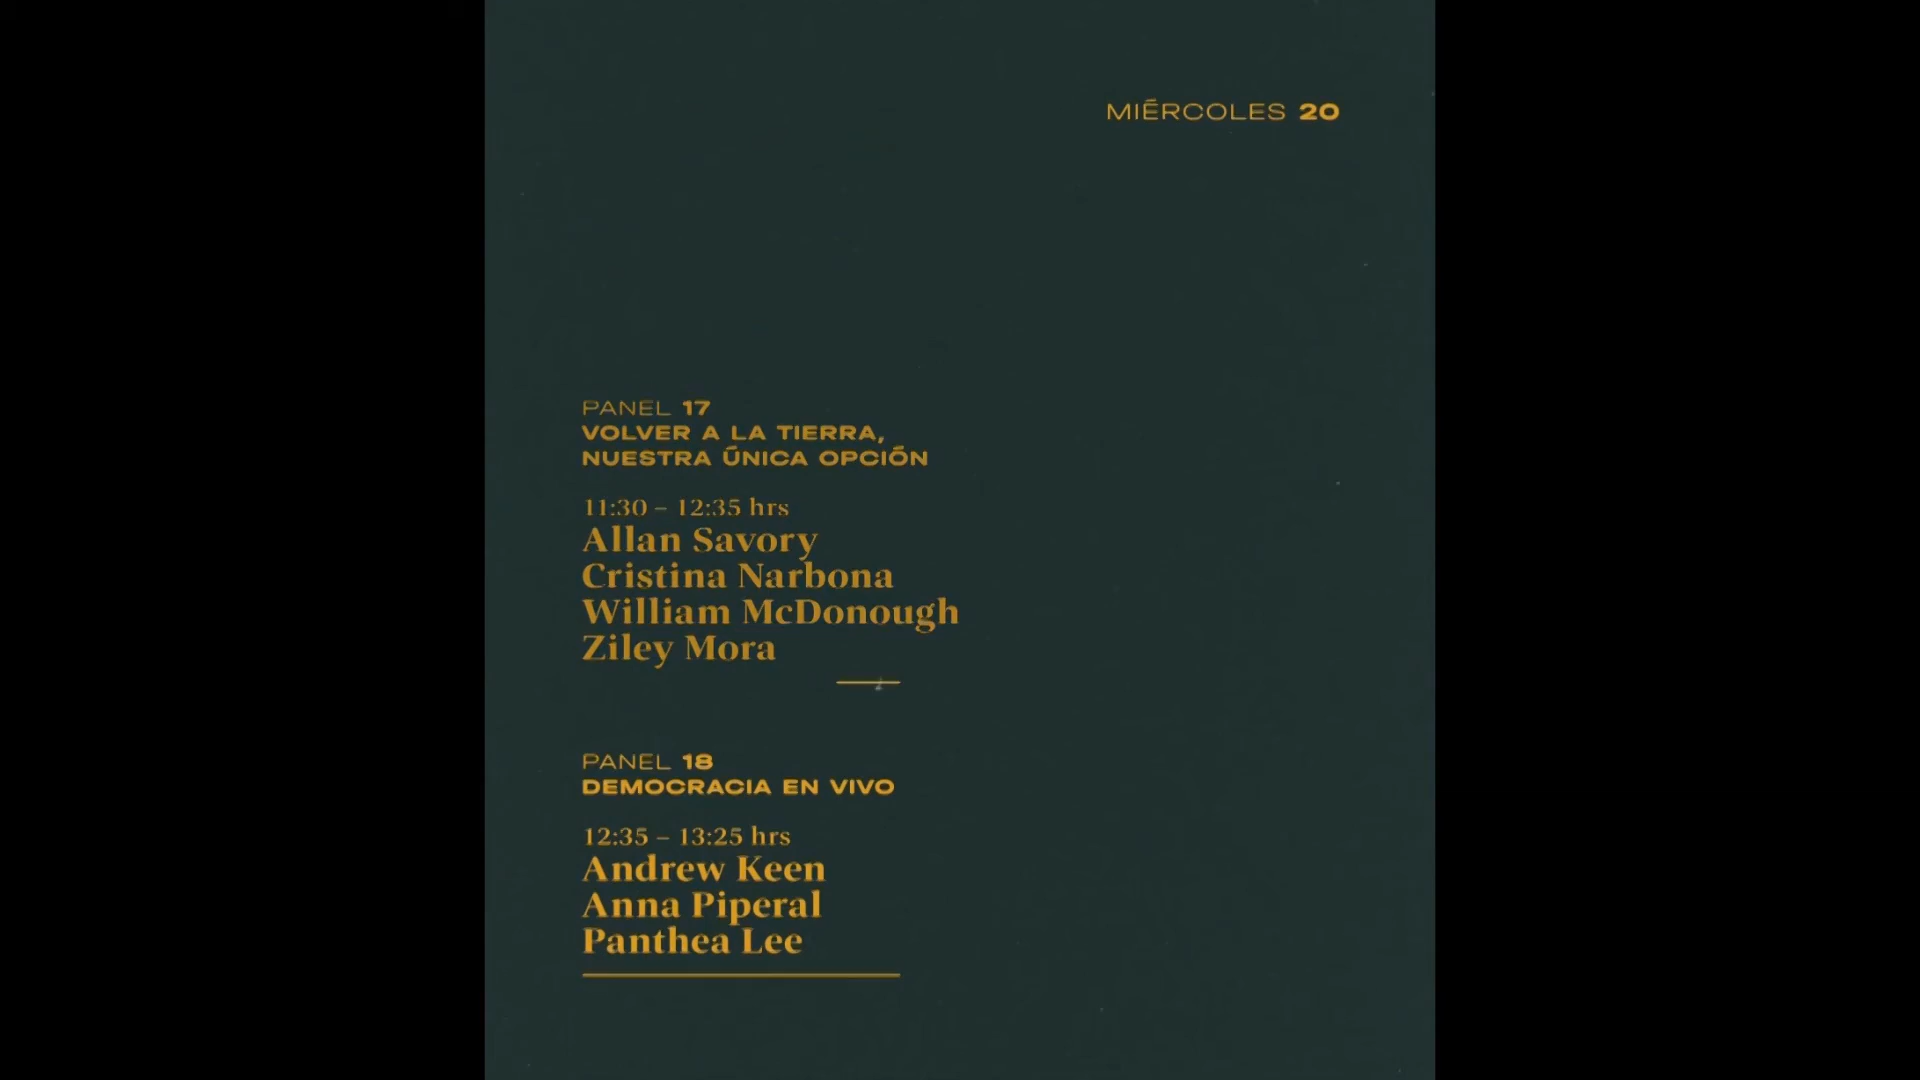 MIÉRCOLES 20
PANEL 17
VOLVER A LA TIERRA,
NUESTRA ÚNICA OPCIÓN
11:30 – 12:35 hrs
Allan Savory
Cristina Narbona
William McDonough
Ziley Mora
PANEL 18
DEMOCRACIA EN VIVO
12:35 – 13:25 hrs
Andrew Keen
Anna Piperal
Panthea Lee